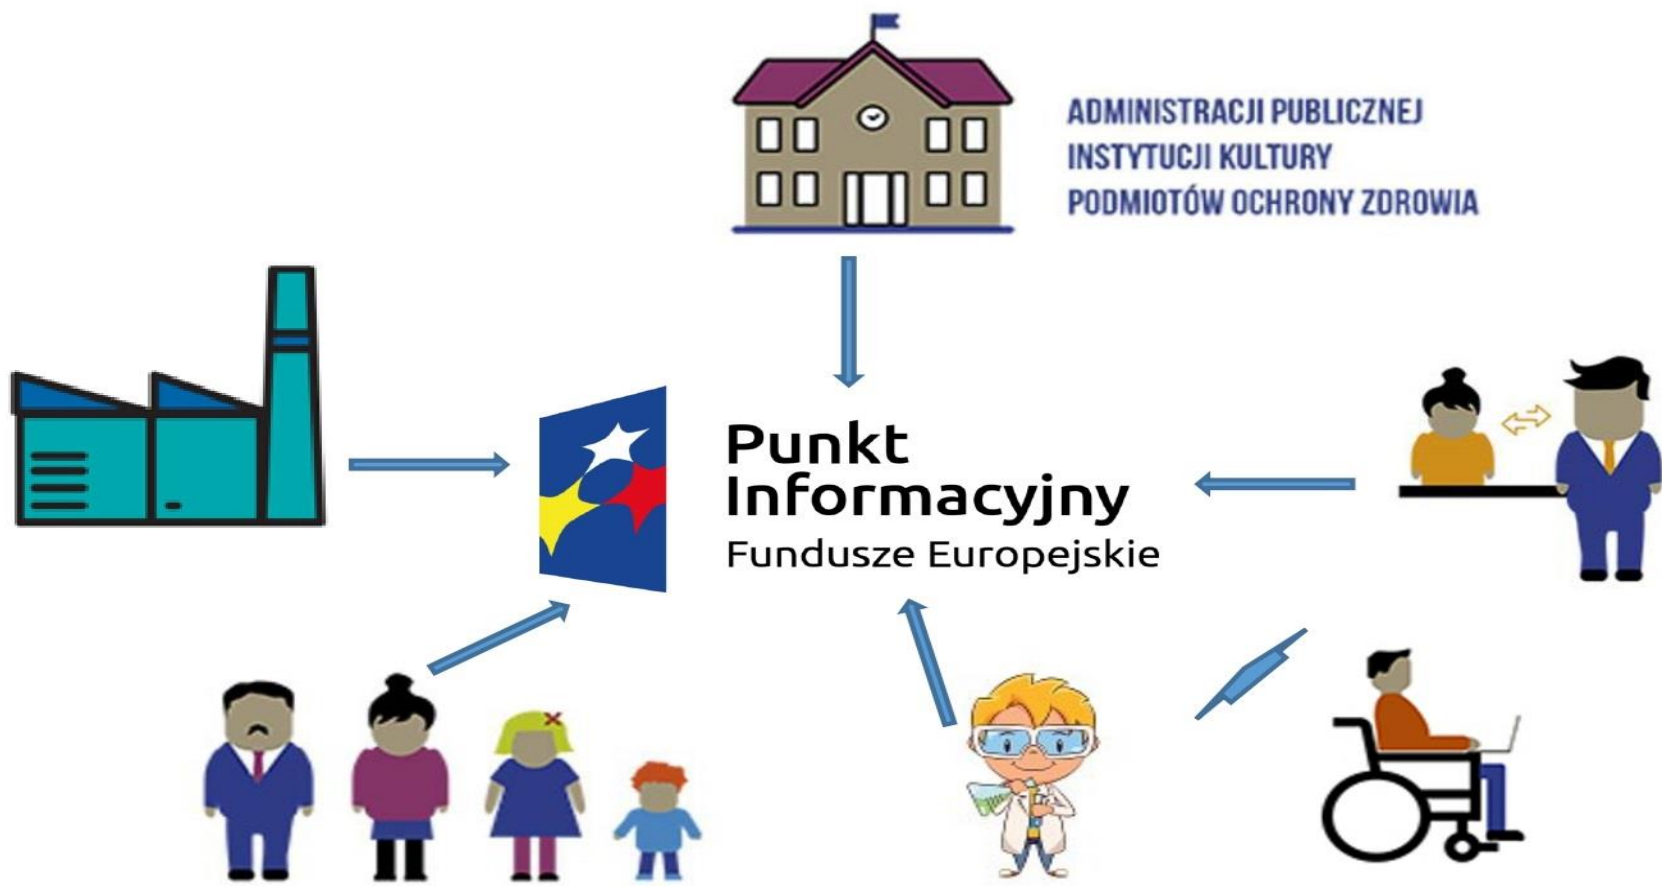 ADMINISTRACJI PUBLICZNEJ
INSTYTUCJI KULTURY
PODMIOTÓW OCHRONY ZDROWIA
Punkt
Informacyjny
Fundusze Europejskie